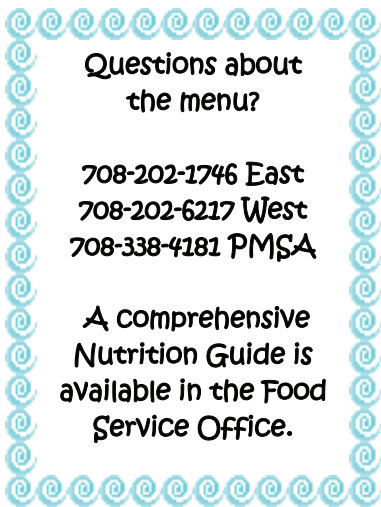 Questions about
the menu?
708-202-1746 East
708-202-6217 West
708-338-4181 PMSA
A comprehensive
Nutrition Guide is
available in the Food
Service Office.